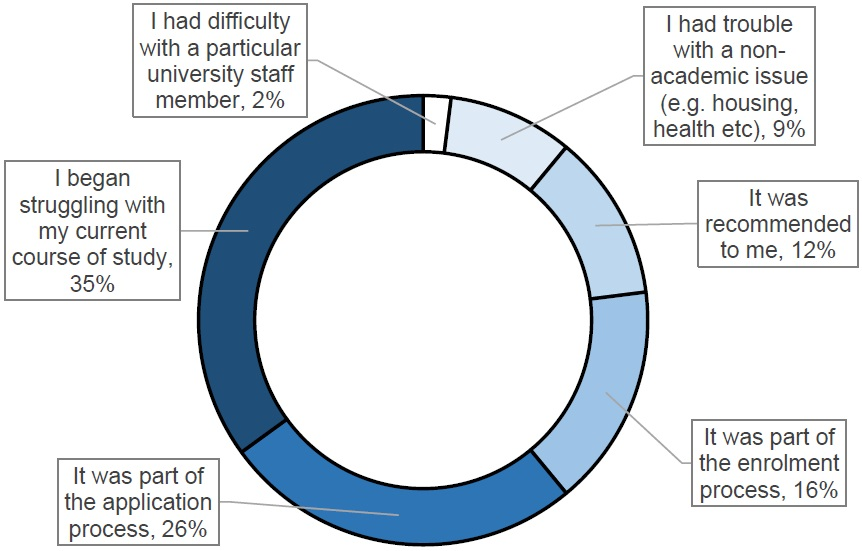 I had difficulty
with a particular
university staff
member, 2%
I had trouble
with a non-
academic issue
(e.g. housing,
health etc), 9%
It was
recommended
to me, 12%
It was part of
the enrolment
process, 16%
It was part of
the application
process, 26%
I began
struggling with
my current
course of study,
35%